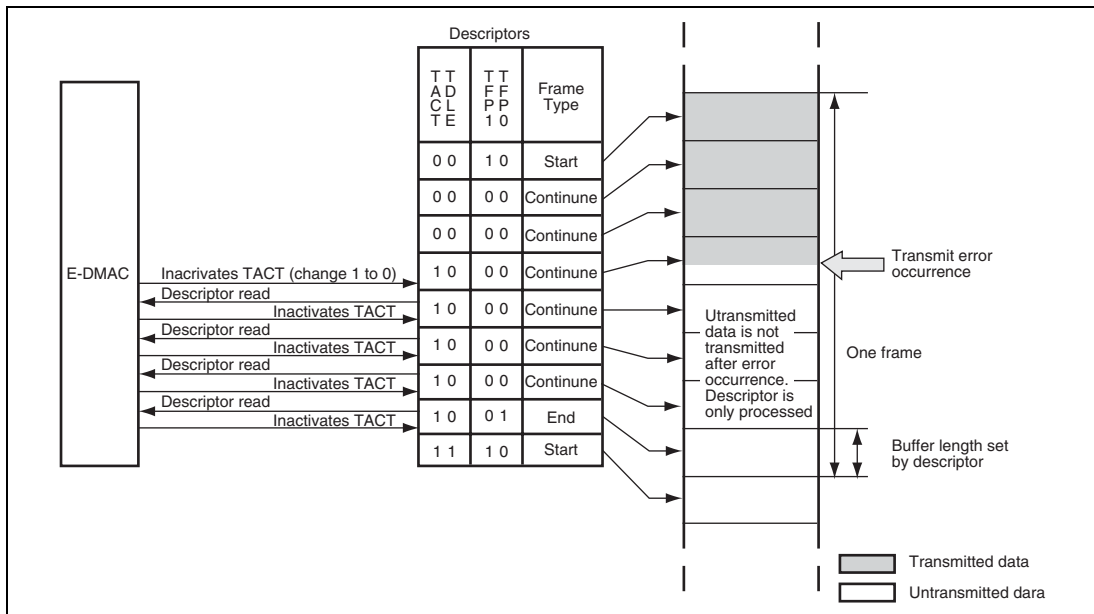 Descriptors
TACT TDLE TFP1 TFP0 Frame Type
0 0 1 0 Start
0 0 0 0 Continune
0 0 0 0 Continune
1 0 0 0 Continune
1 0 0 0 Continune
1 0 0 0 Continune
1 0 0 0 Continune
1 0 0 1 End
1 1 1 0 Start
E-DMAC
Inacrivates TACT (change 1 to 0)
Descriptor read
Inactivates TACT
Descriptor read
Inactivates TACT
Descriptor read
Inactivates TACT
Descriptor read
Inactivates TACT
Utransmitted
data is not
transmitted
after error
occurrence.
Descriptor is
only processed
Transmit error
occurrence
One frame
Buffer length set
by descriptor
Transmitted data
Untransmitted dara